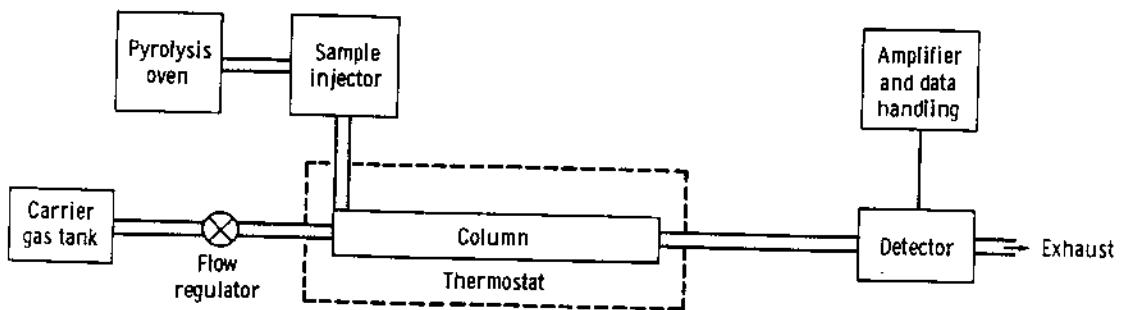 Pyrolysis
oven
Sample
injector
Amplifier
and data
handling
Carrier
gas tank
Flow
regulator
Column
Thermostat
Detector
Exhaust